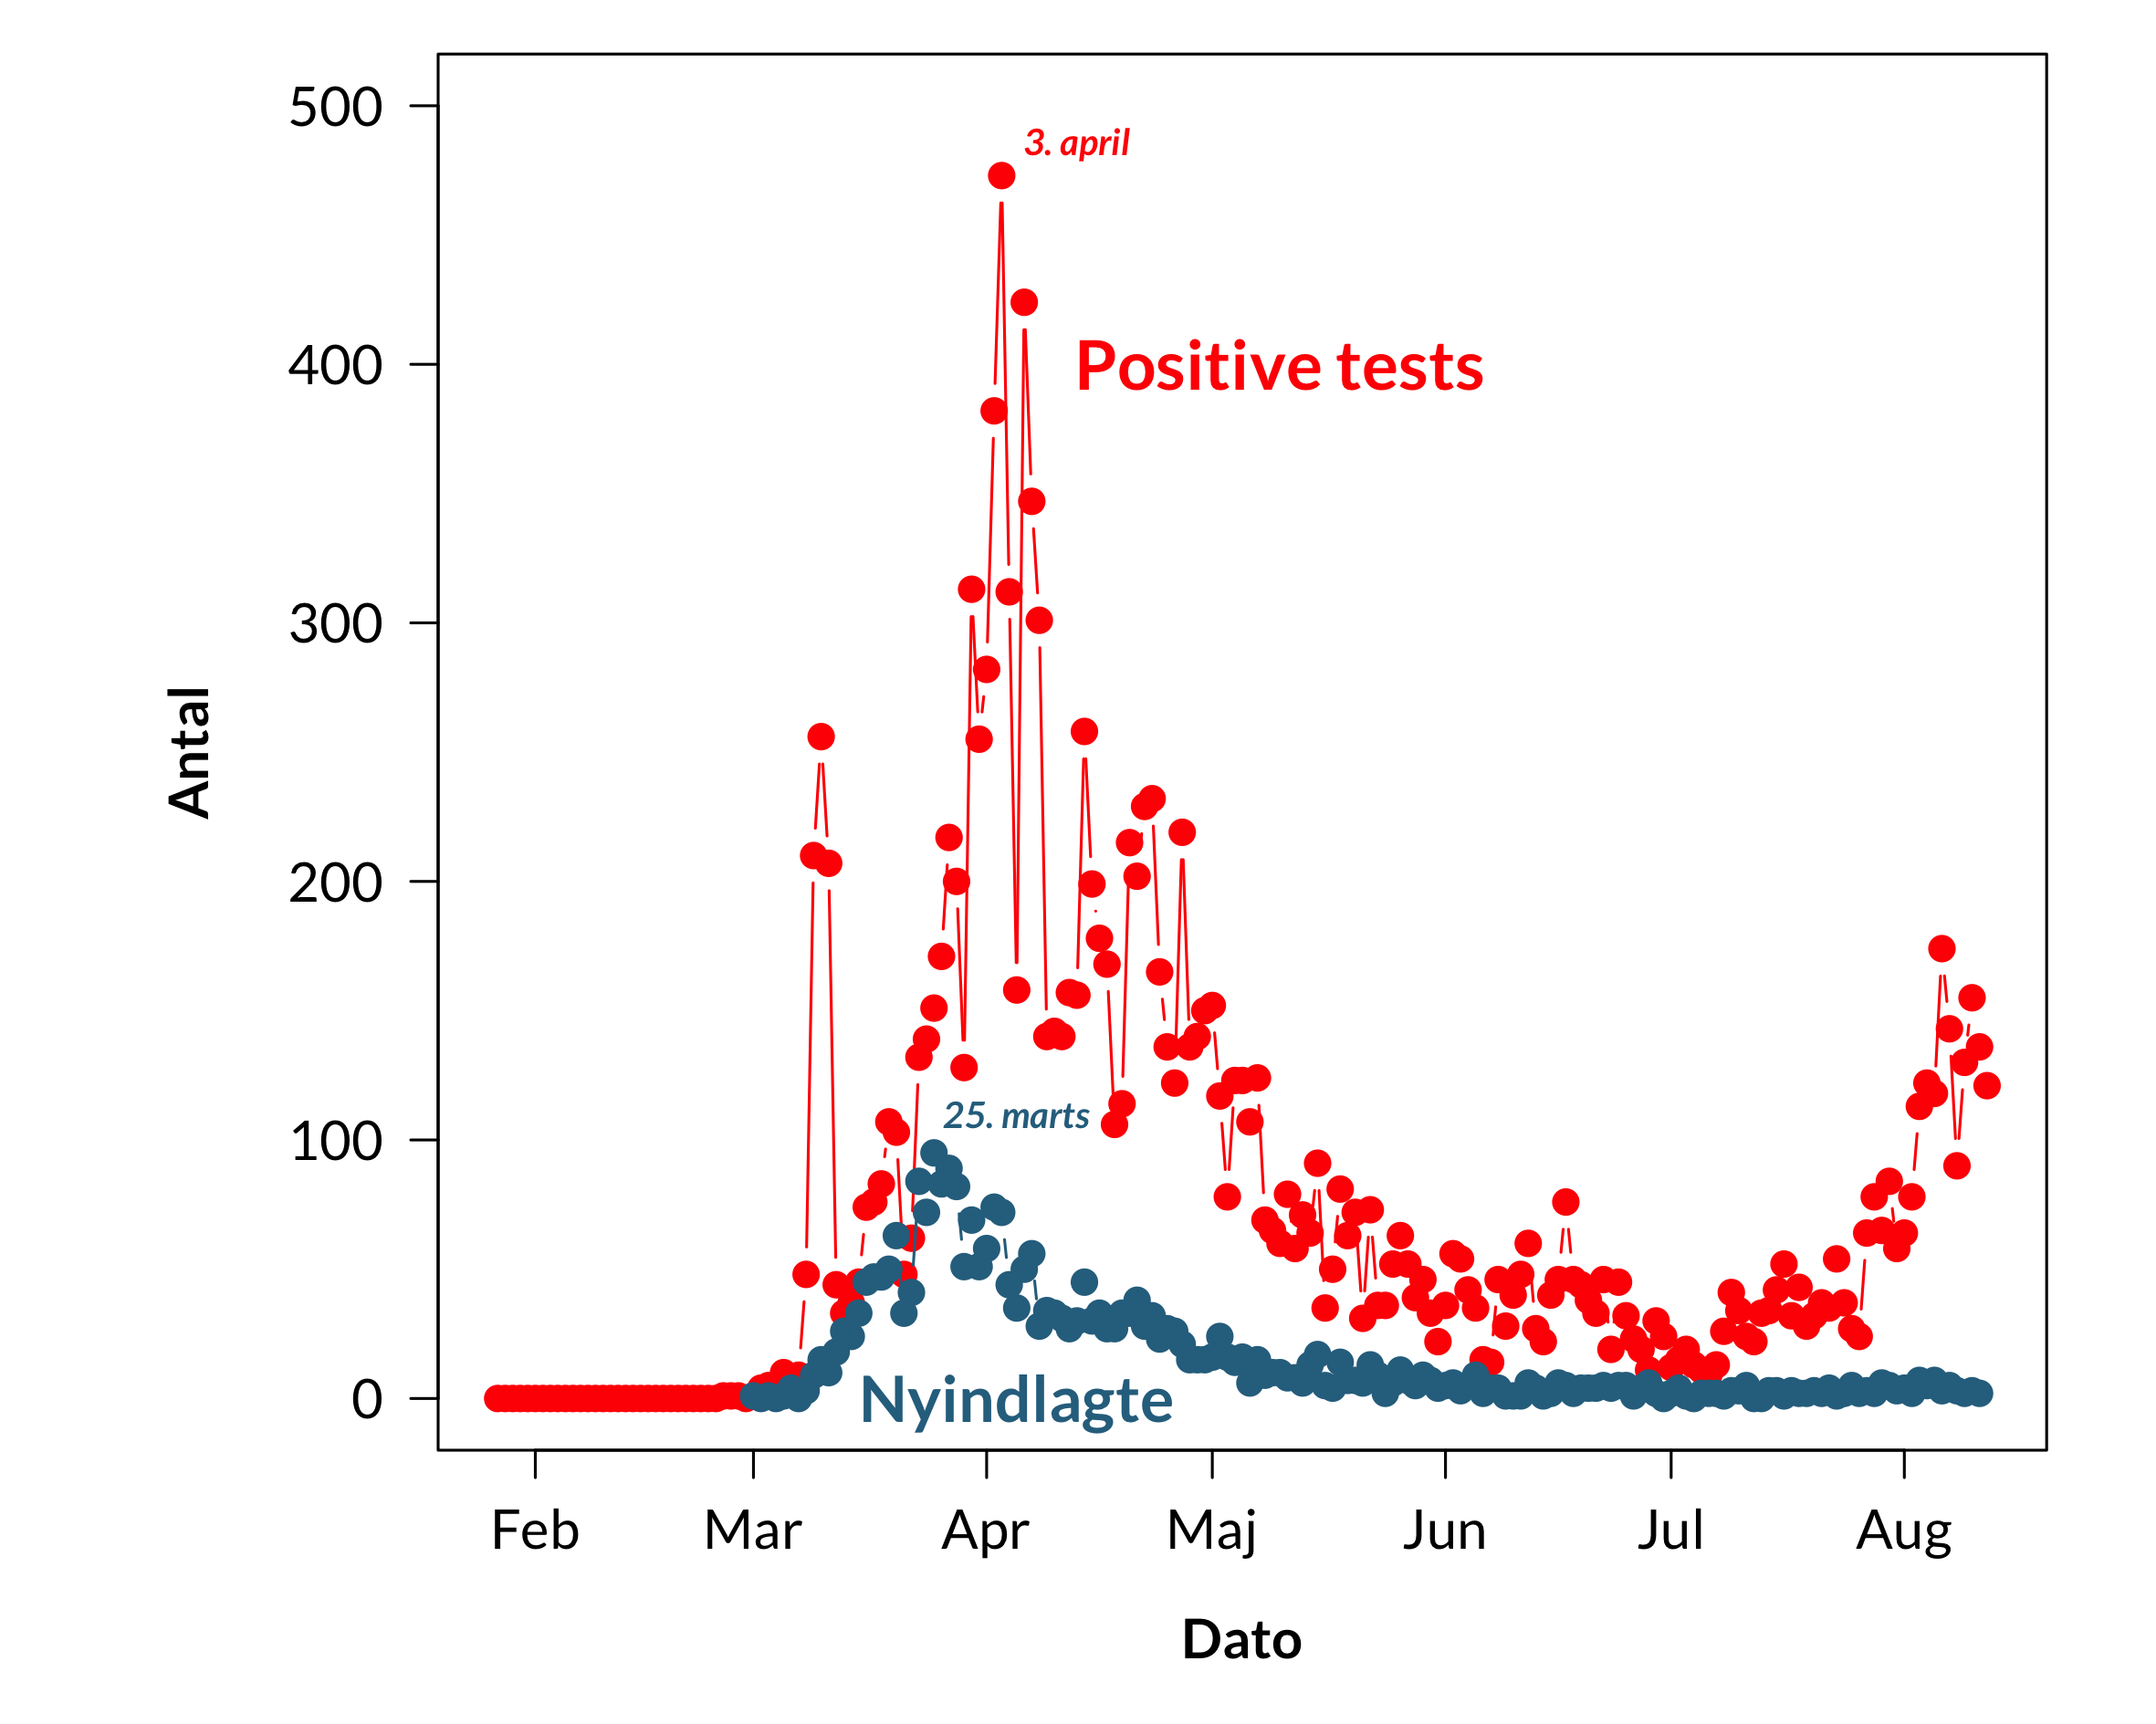 500
3. april
Positive tests
400
300
Antal
200
25. marts
100
0
Nyindlagte
Feb Mar Apr Maj Jun Jul Aug
Dato